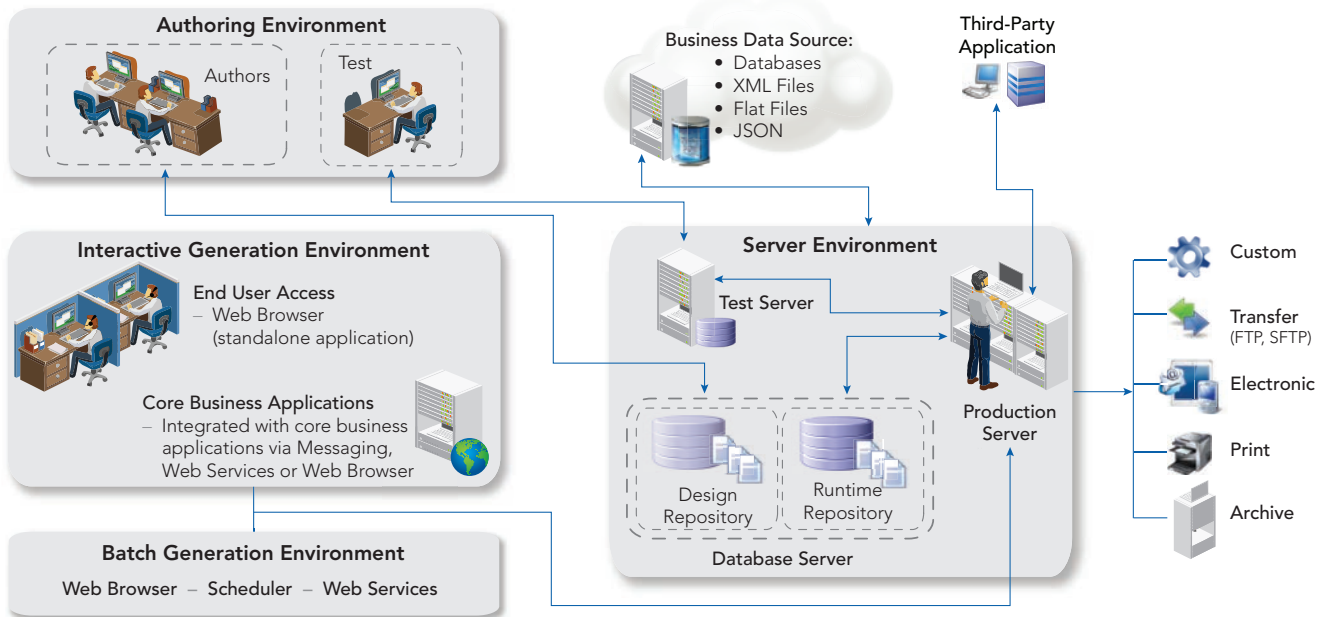 Authoring Environment
Authors
Test
Business Data Source:
• Databases
• XML Files
• Flat Files
• JSON
Third-Party
Application
Interactive Generation Environment
End User Access
– Web Browser
(standalone application)
Core Business Applications
– Integrated with core business
applications via Messaging,
Web Services or Web Browser
Batch Generation Environment
Web Browser – Scheduler – Web Services
Server Environment
Test Server
Production
Server
Design
Repository
Runtime
Repository
Database Server
Custom
Transfer
(FTP, SFTP)
Electronic
Print
Archive